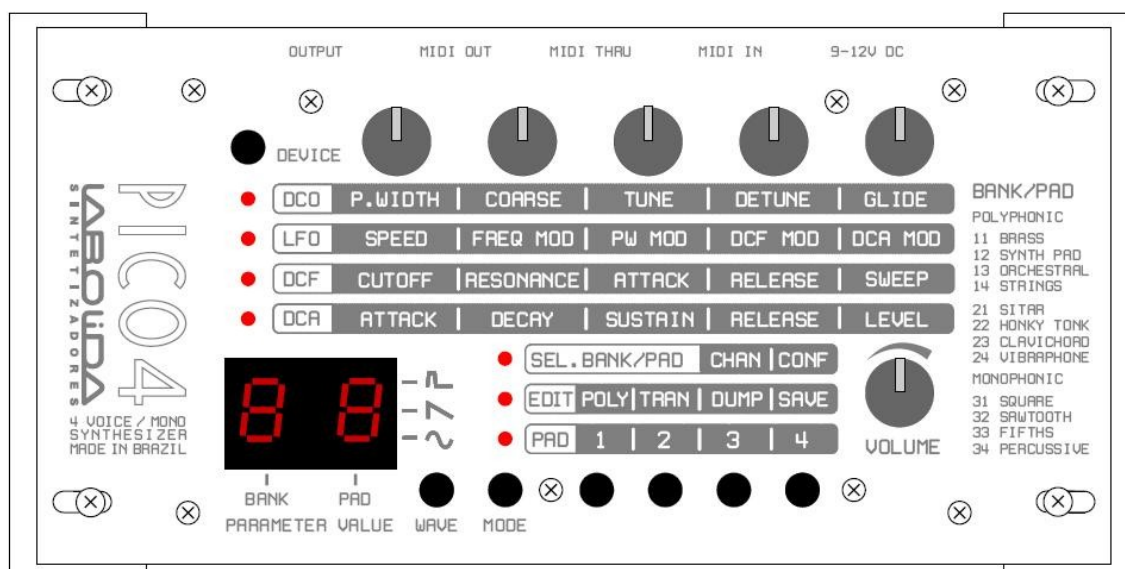 OUTPUT MIDI OUT MIDI THRU MIDI IN 9-12V DC
DEVICE
DCO P.WIDTH COARSE TUNE DETUNE GLIDE
LFO SPEED FREQ MOD PW MOD DCF MOD DCA MOD
DCF CUTOFF RESONANCE ATTACK RELEASE SWEEP
DCA ATTACK DECAY SUSTAIN RELEASE LEVEL
SEL.BANK/PAD CHAN CONF
EDIT POLY TRAN DUMP SAVE
PAD 1 2 3 4
VOLUME
8 8
BANK PAD
PARAMETER VALUE WAVE MODE
PICO 4
LABOLIDA
SINTETIZADORES
4 VOICE / MONO
SYNTHESIZER
MADE IN BRAZIL
BANK/PAD
POLYPHONIC
11 BRASS
12 SYNTH PAD
13 ORCHESTRAL
14 STRINGS
21 SITAR
22 HONKY TONK
23 CLAVICHORD
24 VIBRAPHONE
MONOPHONIC
31 SQUARE
32 SAWTOOTH
33 FIFTHS
34 PERCUSSIVE